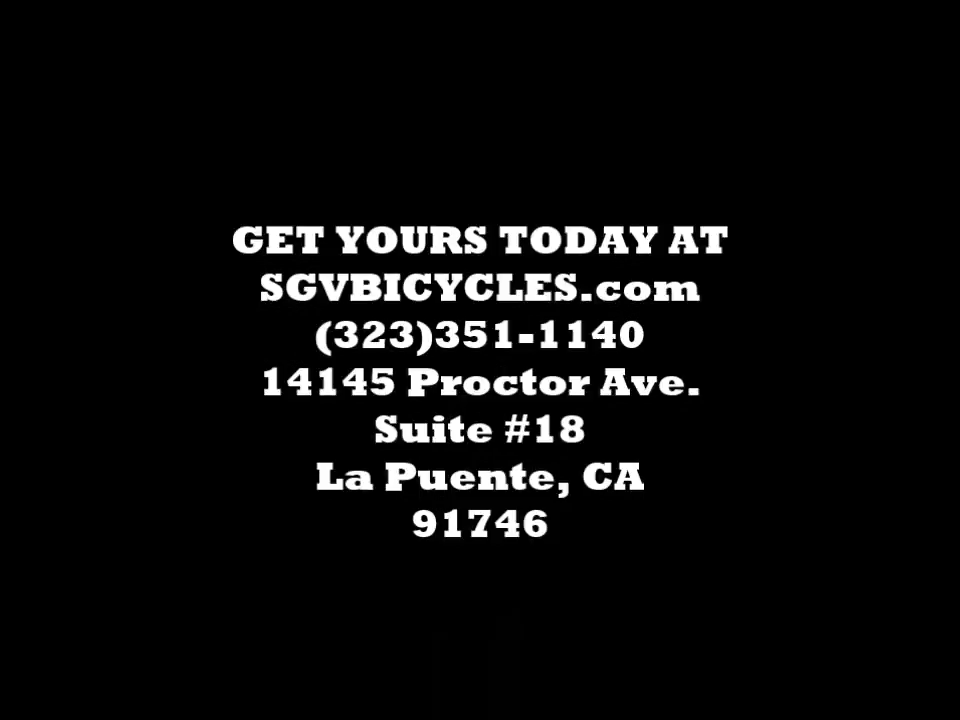 GET YOURS TODAY AT
SGVBICYCLES.com
(323)351-1140
14145 Proctor Ave.
Suite #18
La Puente, CA
91746